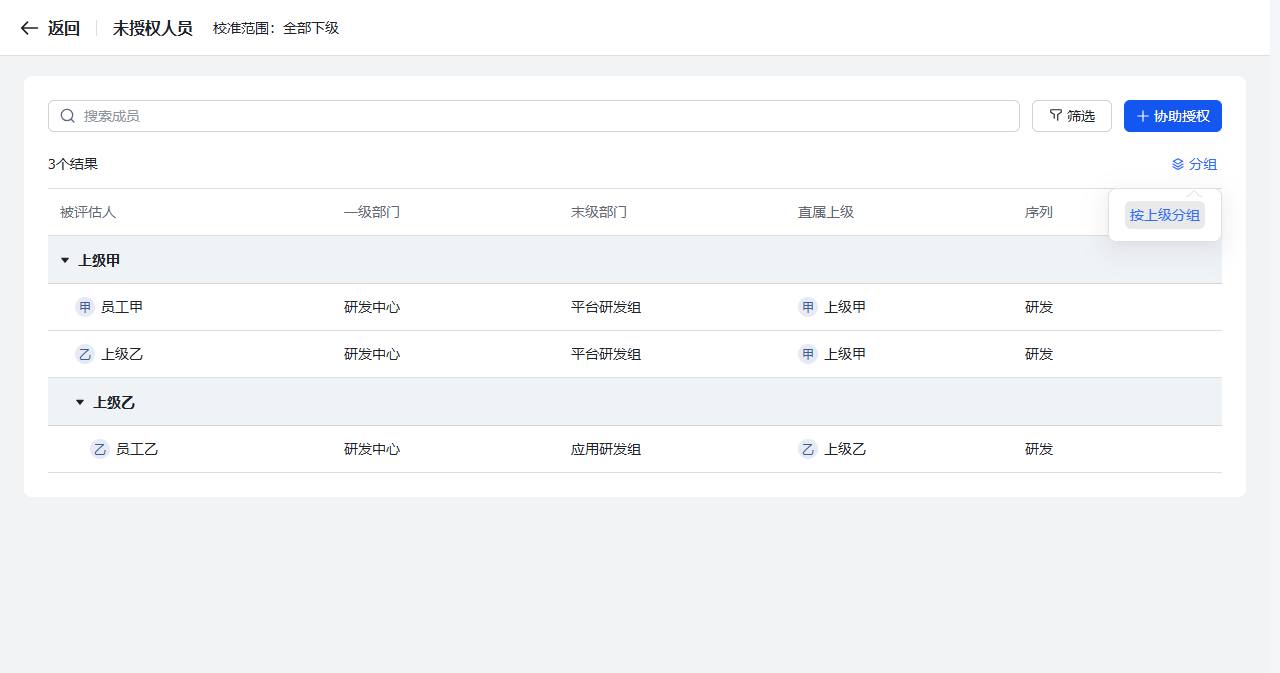 返回 未授权人员 校准范围：全部下级
搜索成员 筛选 协助授权
3个结果 分组
被评估人 一级部门 末级部门 直属上级 序列
按上级分组
上级甲
甲 员工甲 研发中心 平台研发组 甲 上级甲 研发
乙 上级乙 研发中心 平台研发组 甲 上级甲 研发
上级乙
乙 员工乙 研发中心 应用研发组 乙 上级乙 研发